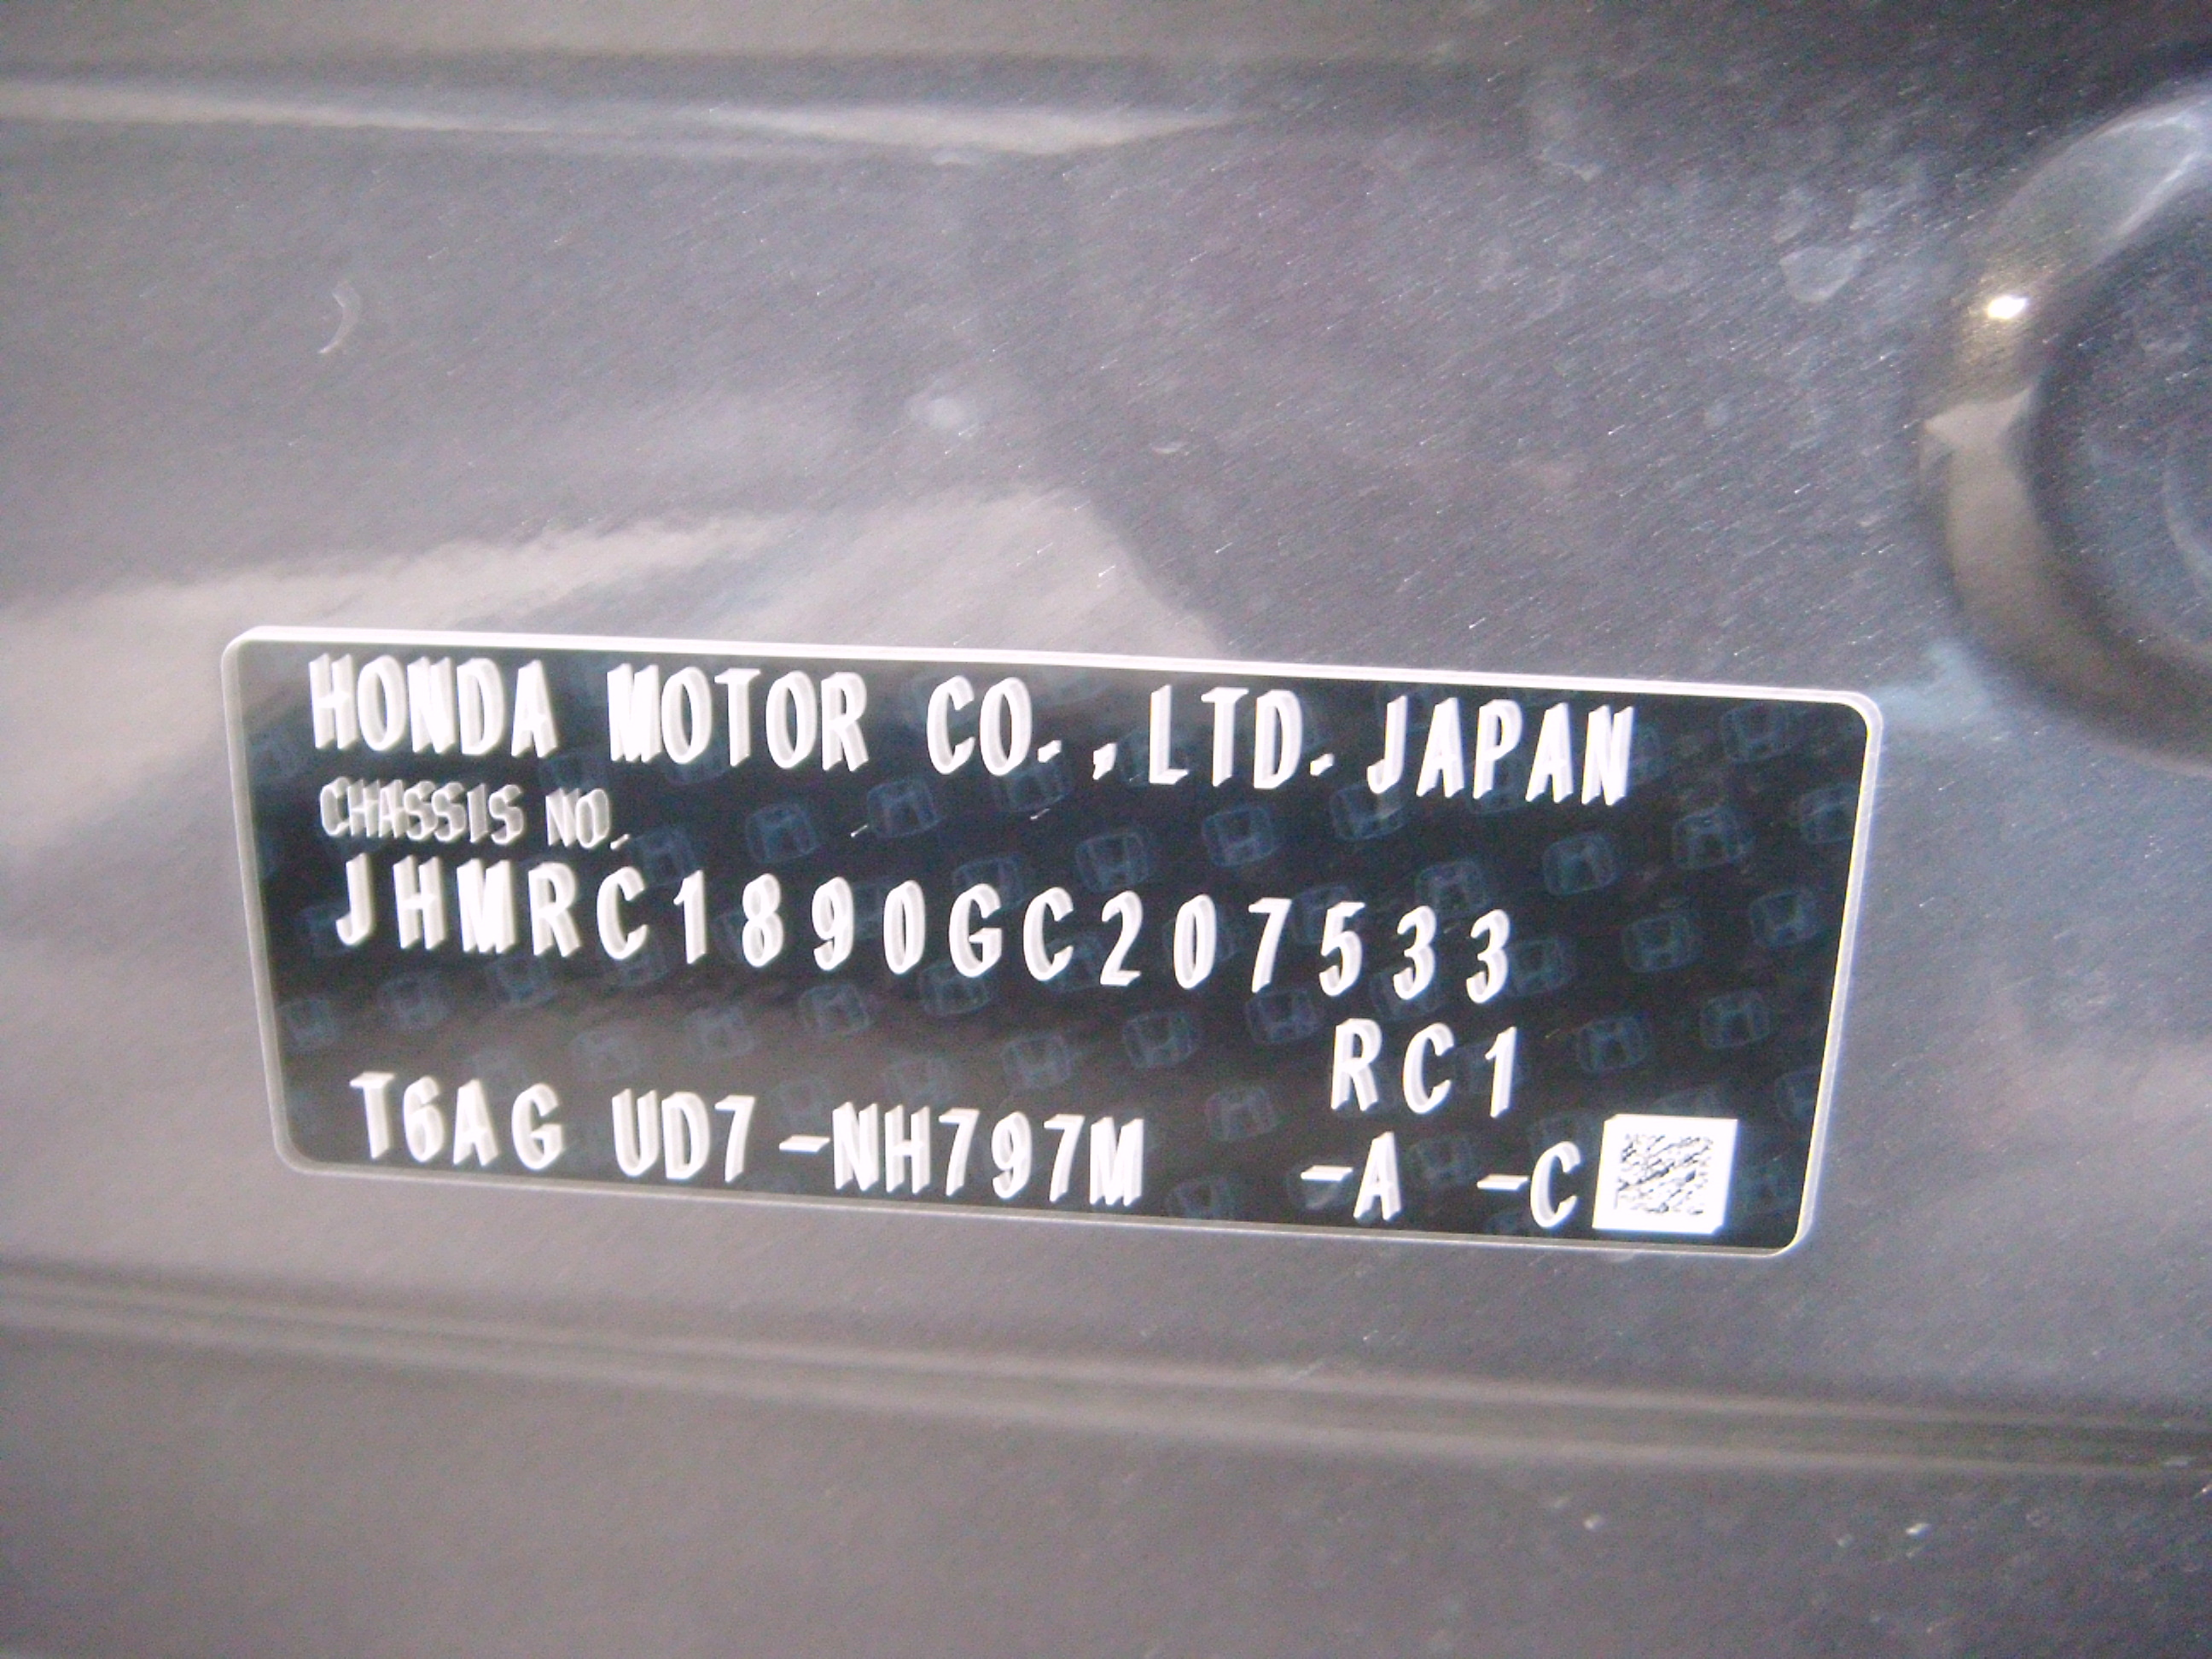 HONDA MOTOR CO.,LTD.JAPAN
CHASSIS NO.
JHMRC1890GC207533
RC1
T6AG UD7-NH797M -A -C